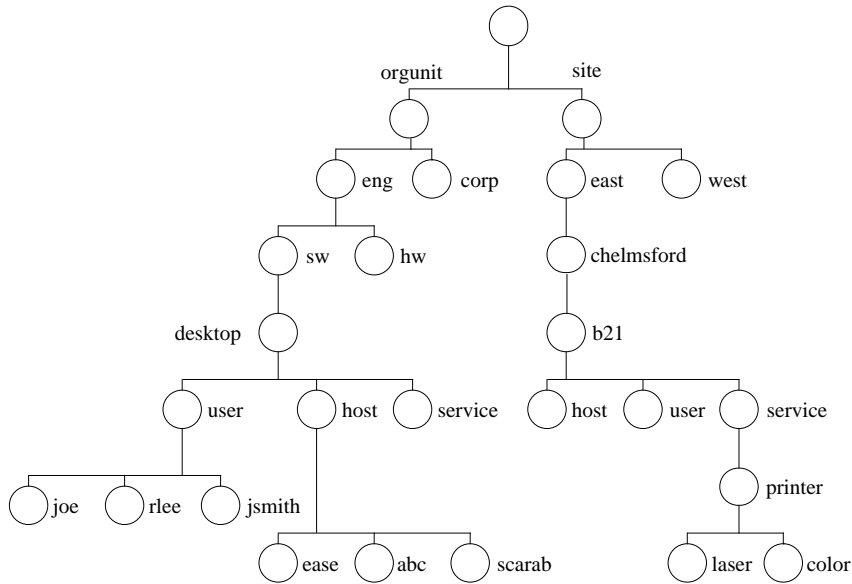 orgunit site
eng corp east west
sw hw chelmsford
desktop b21
user host service host user service
joe rlee jsmith printer
ease abc scarab laser color